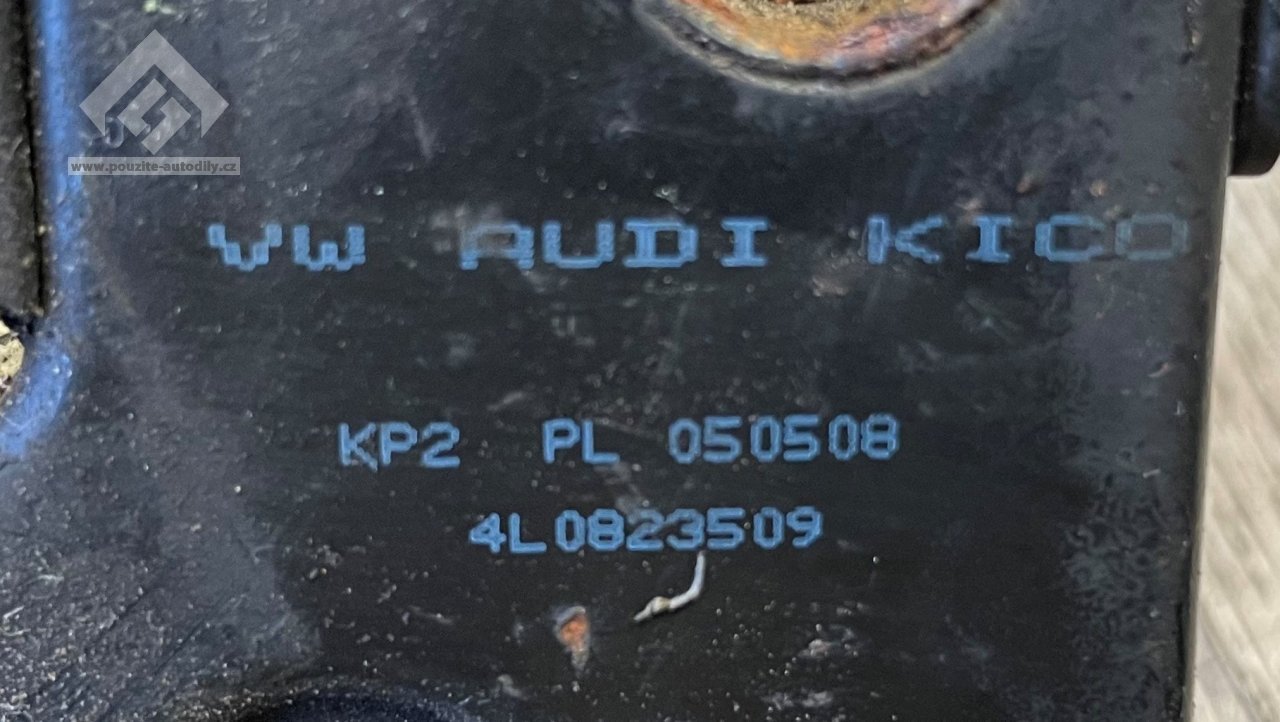 www.pouzite-autodily.cz
VW AUDI KICO
KP2 PL 050508
4L0823509